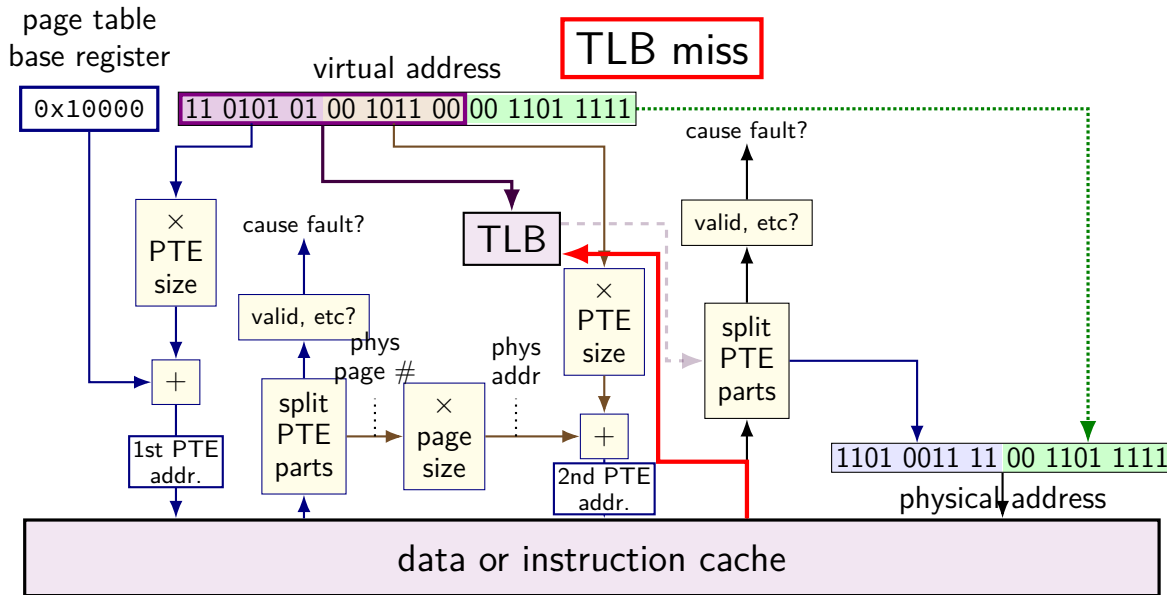 page table
base register
0x10000
virtual address
11 0101 01 00 1011 00 00 1101 1111
TLB miss
cause fault?
valid, etc?
×
PTE
size
cause fault?
TLB
valid, etc?
×
PTE
size
split
PTE
parts
phys
page #
phys
addr
+
split
PTE
parts
×
page
size
+
1st PTE
addr.
2nd PTE
addr.
1101 0011 11 00 1101 1111
physical address
data or instruction cache